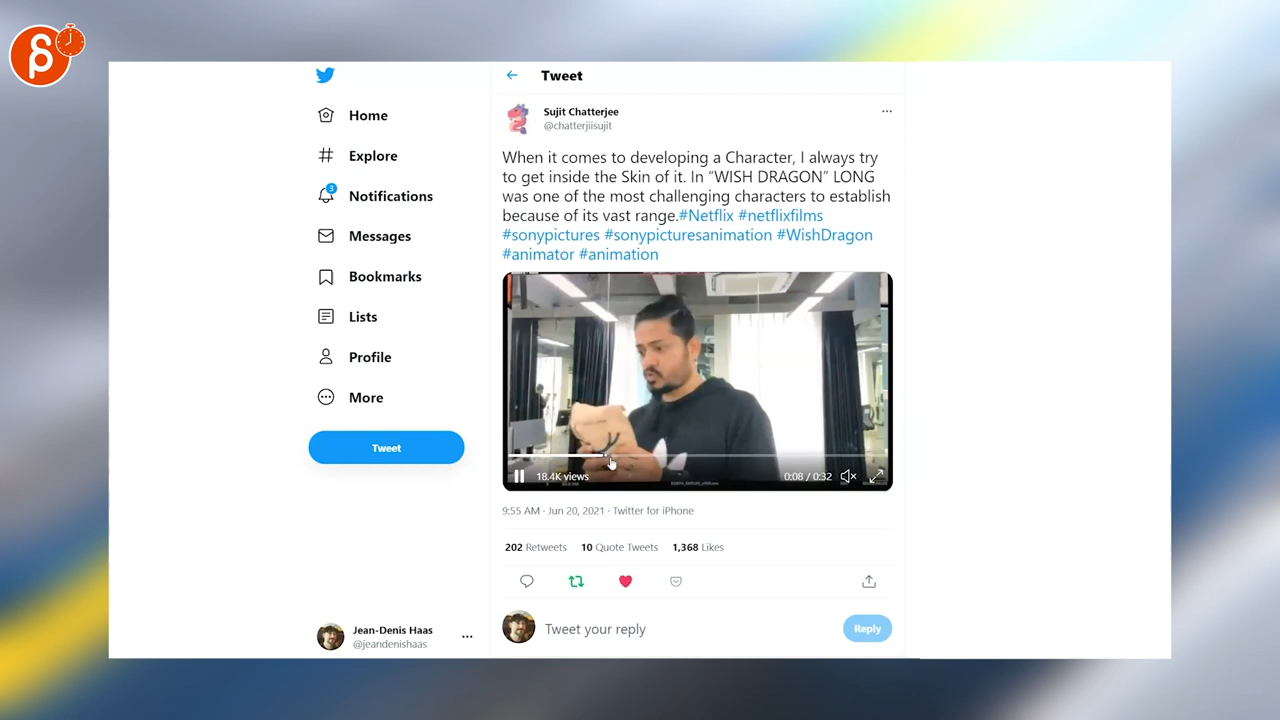 Tweet
Home
Explore
3
Notifications
Messages
Bookmarks
Lists
Profile
More
Tweet
Jean-Denis Haas
@jeandenishaas
Sujit Chatterjee
@chatterjiisujit
When it comes to developing a Character, I always try
to get inside the Skin of it. In “WISH DRAGON” LONG
was one of the most challenging characters to establish
because of its vast range.#Netflix #netflixfilms
#sonypictures #sonypicturesanimation #WishDragon
#animator #animation
18.4K views
0:08 / 0:32
9:55 AM · Jun 20, 2021 · Twitter for iPhone
202 Retweets 10 Quote Tweets 1,368 Likes
Tweet your reply
Reply